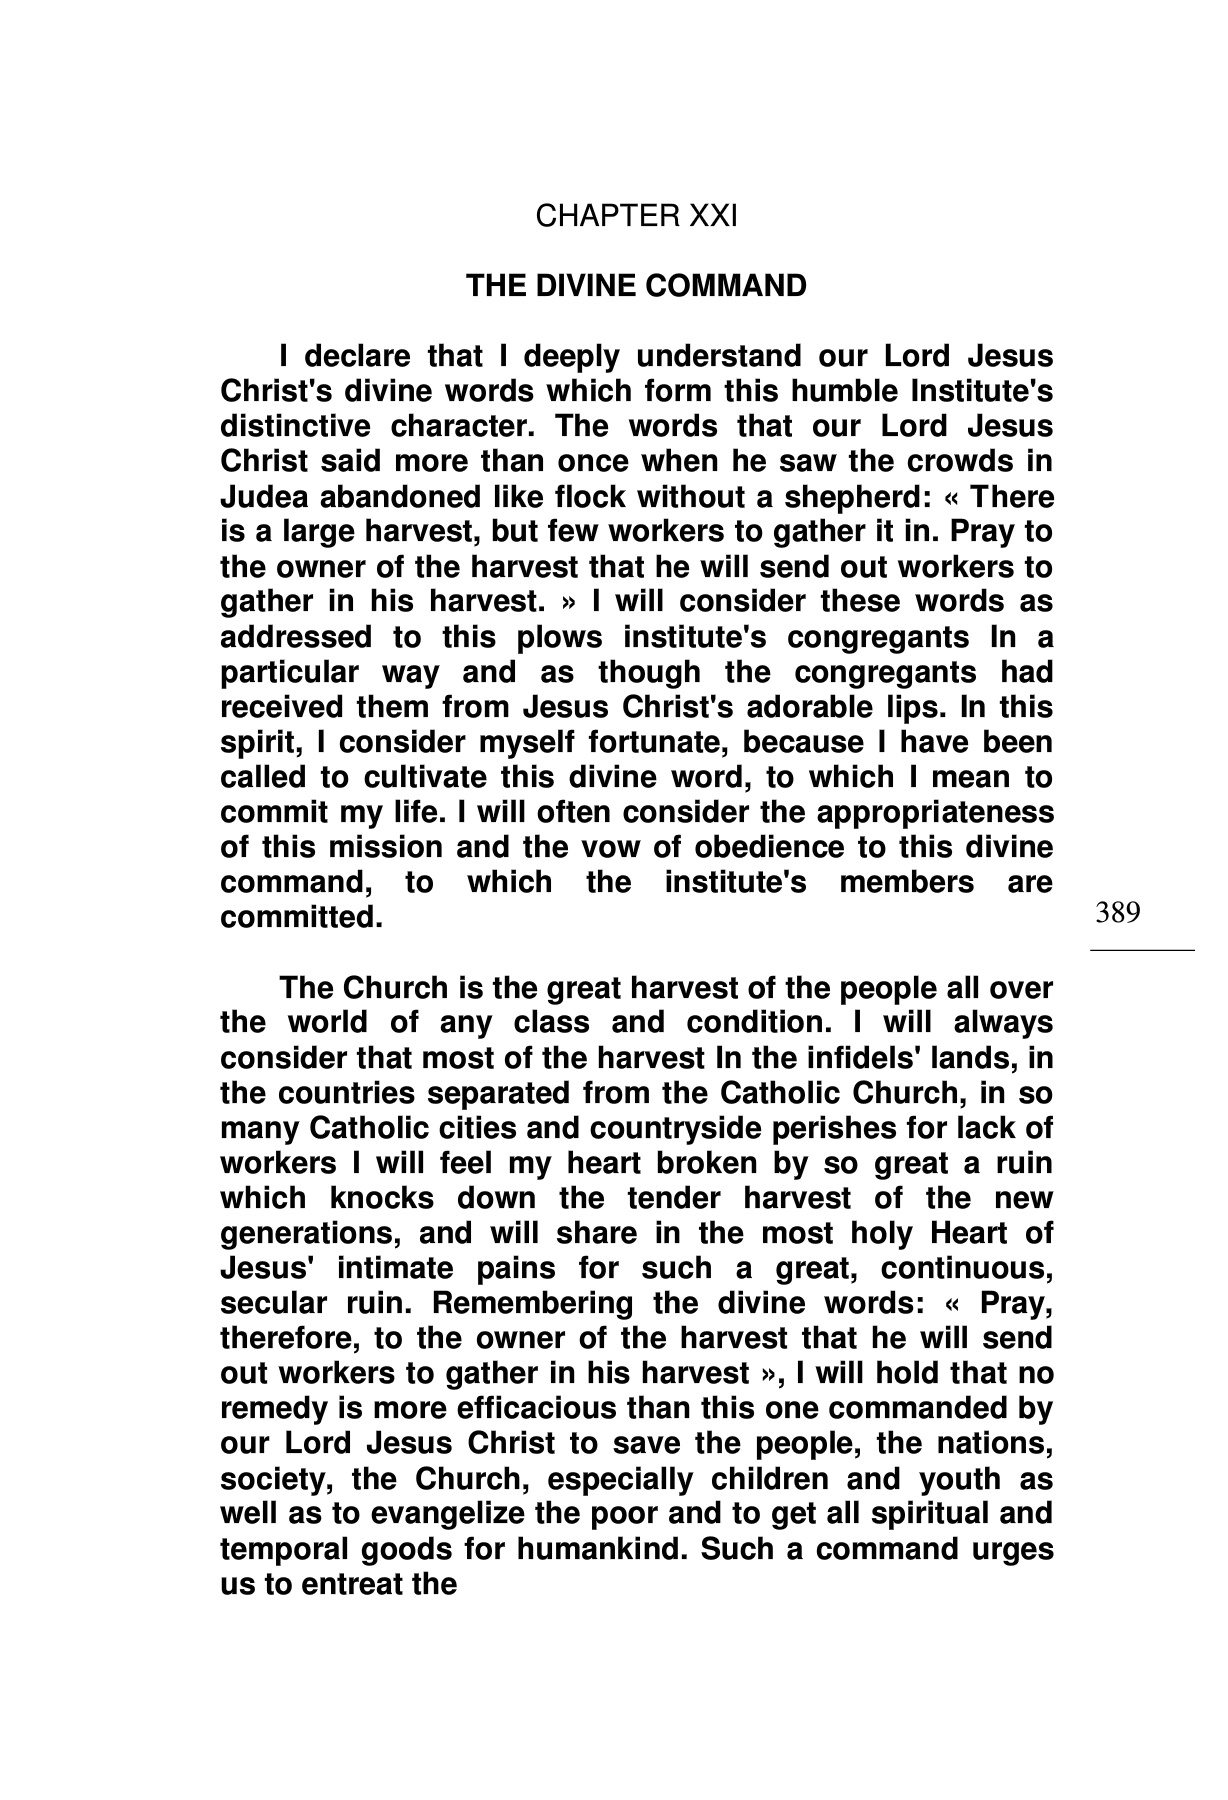 CHAPTER XXI
THE DIVINE COMMAND
I declare that I deeply understand our Lord Jesus
Christ's divine words which form this humble Institute's
distinctive character. The words that our Lord Jesus
Christ said more than once when he saw the crowds in
Judea abandoned like flock without a shepherd: « There
is a large harvest, but few workers to gather it in. Pray to
the owner of the harvest that he will send out workers to
gather in his harvest. » I will consider these words as
addressed to this plows institute's congregants In a
particular way and as though the congregants had
received them from Jesus Christ's adorable lips. In this
spirit, I consider myself fortunate, because I have been
called to cultivate this divine word, to which I mean to
commit my life. I will often consider the appropriateness
of this mission and the vow of obedience to this divine
command, to which the institute's members are
committed.
389
The Church is the great harvest of the people all over
the world of any class and condition. I will always
consider that most of the harvest In the infidels' lands, in
the countries separated from the Catholic Church, in so
many Catholic cities and countryside perishes for lack of
workers I will feel my heart broken by so great a ruin
which knocks down the tender harvest of the new
generations, and will share in the most holy Heart of
Jesus' intimate pains for such a great, continuous,
secular ruin. Remembering the divine words: « Pray,
therefore, to the owner of the harvest that he will send
out workers to gather in his harvest », I will hold that no
remedy is more efficacious than this one commanded by
our Lord Jesus Christ to save the people, the nations,
society, the Church, especially children and youth as
well as to evangelize the poor and to get all spiritual and
temporal goods for humankind. Such a command urges
us to entreat the